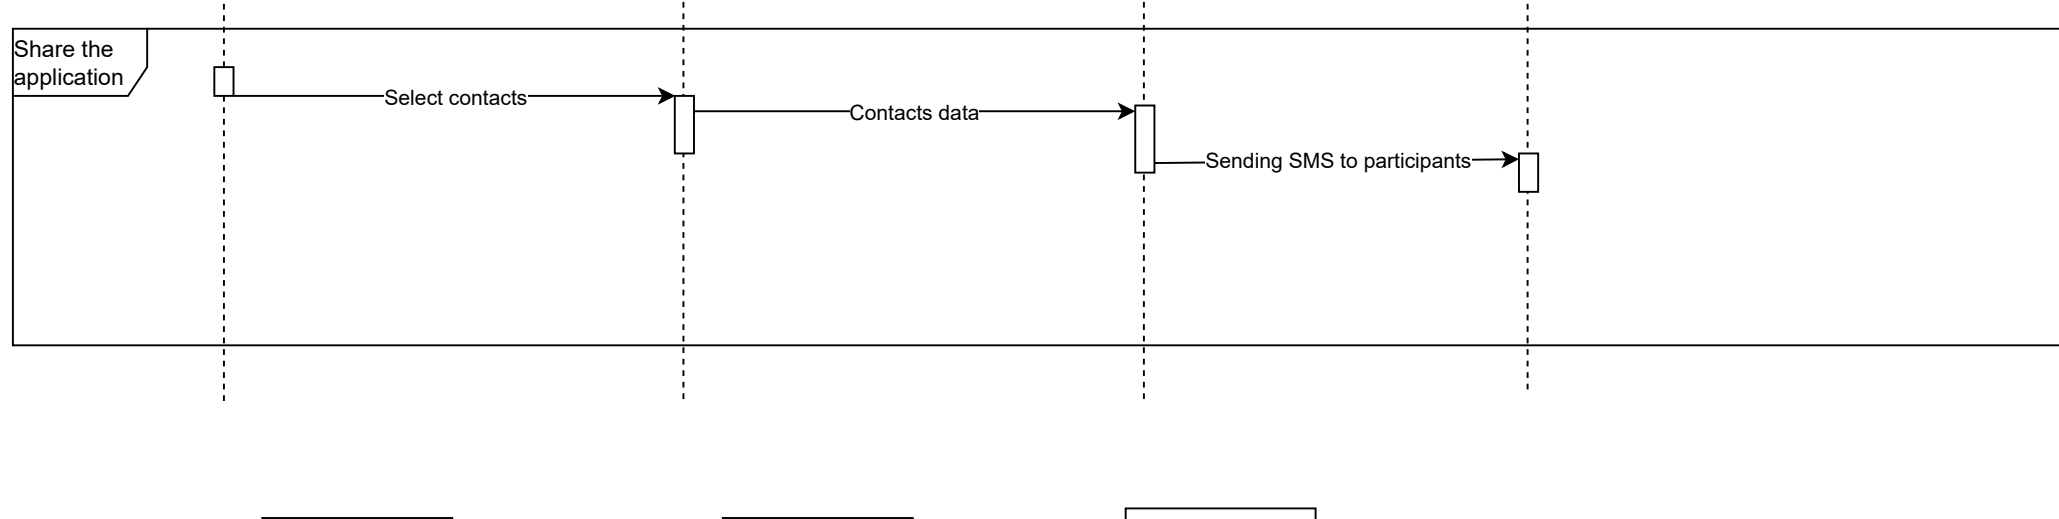 Share the
application
Select contacts
Contacts data
Sending SMS to participants